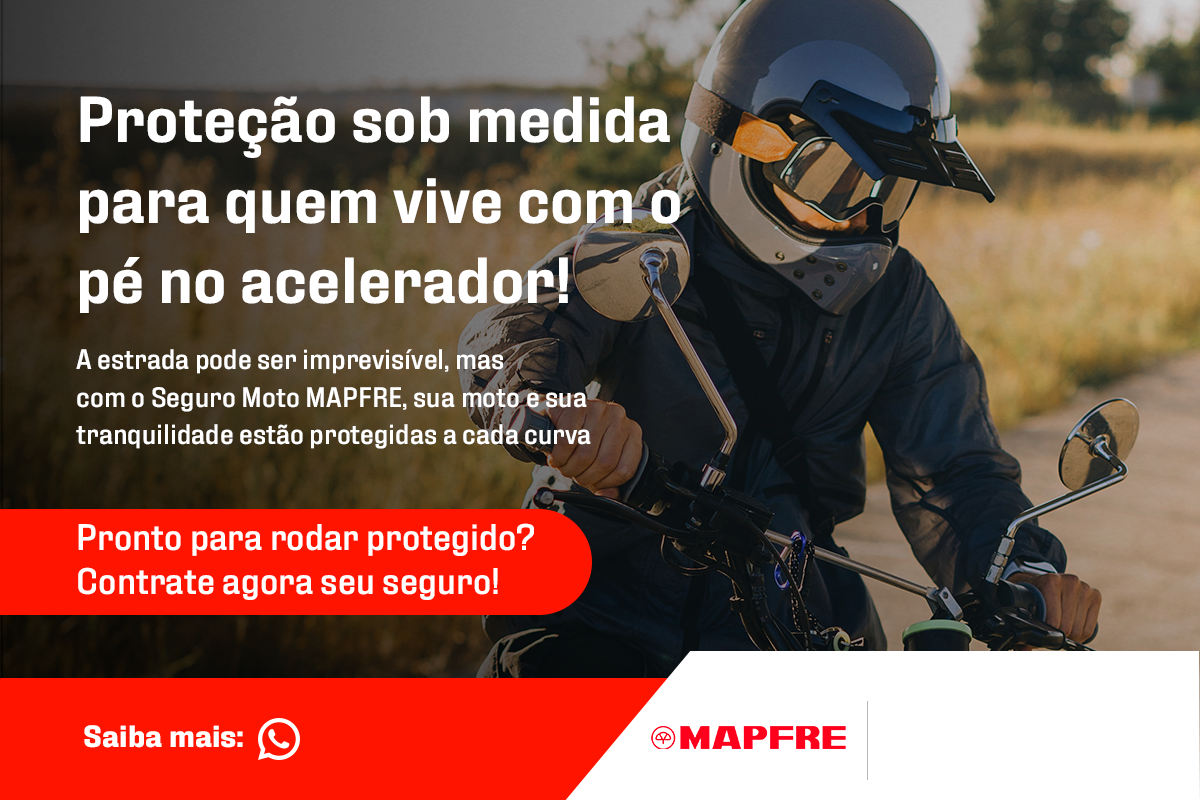 Proteção sob medida
para quem vive com o
pé no acelerador!
A estrada pode ser imprevisível, mas
com o Seguro Moto MAPFRE, sua moto e sua
tranquilidade estão protegidas a cada curva
Pronto para rodar protegido?
Contrate agora seu seguro!
Saiba mais:
MAPFRE